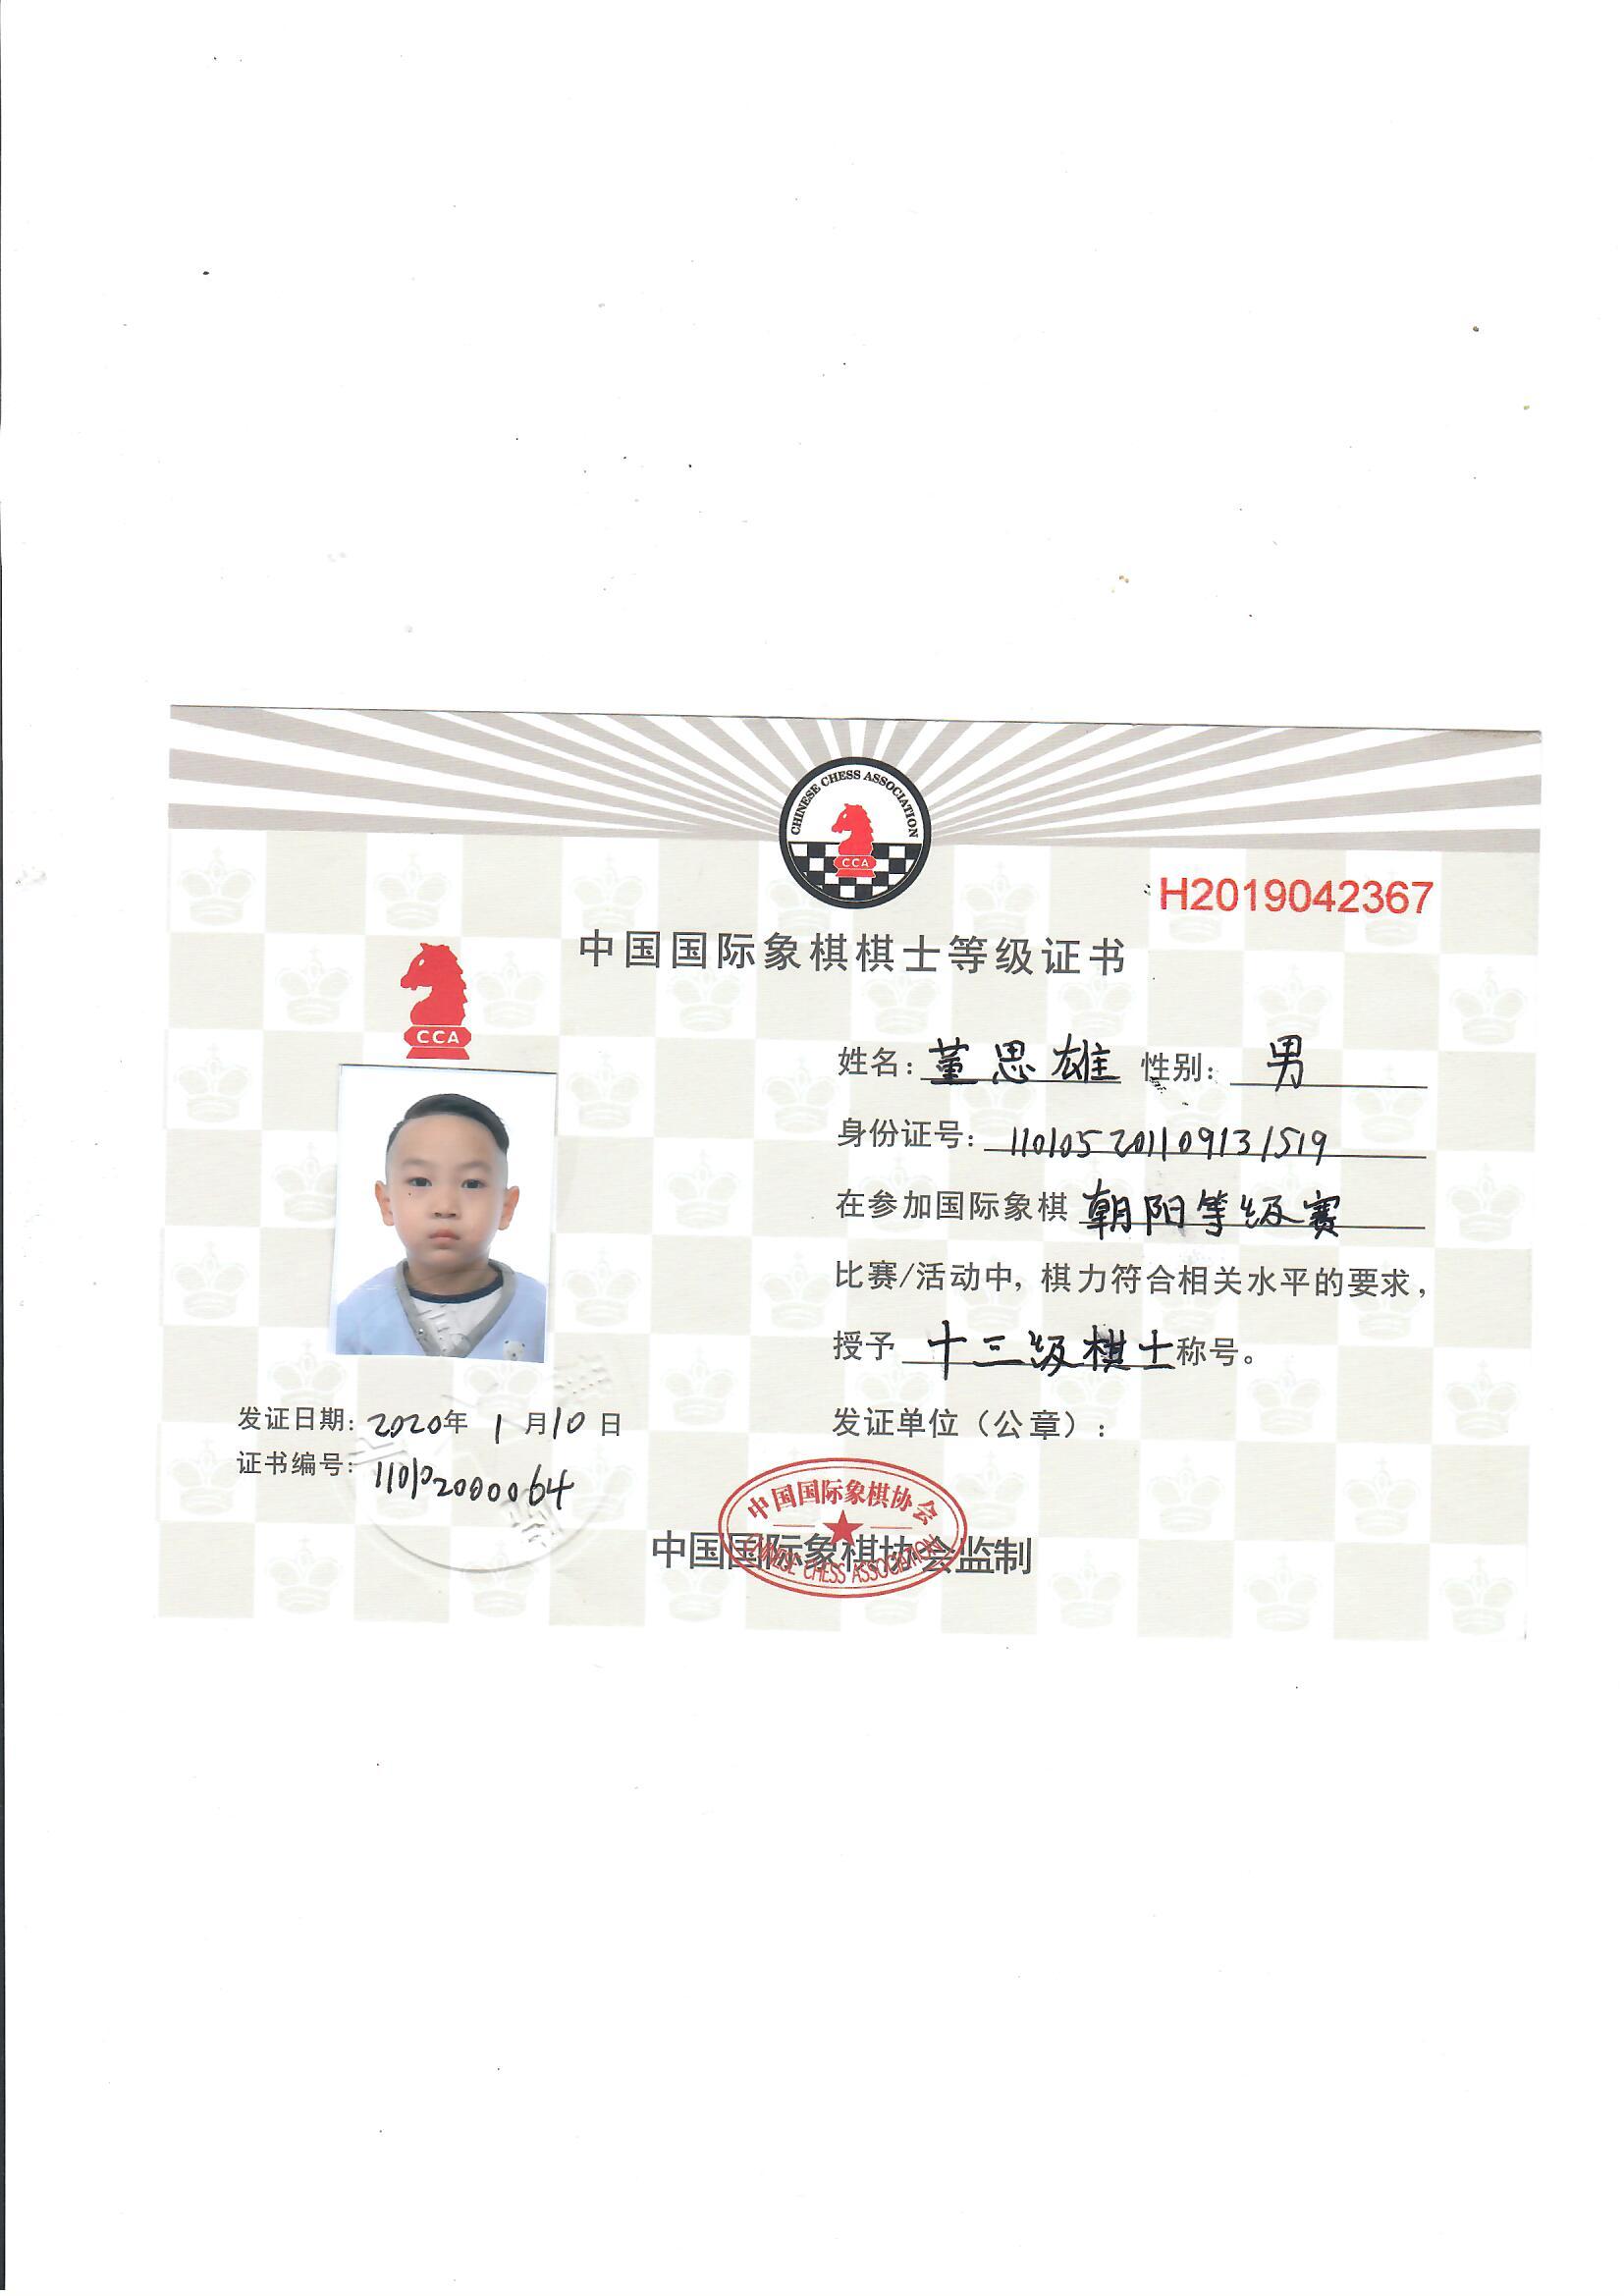 CHINESE CHESS ASSOCIATION
CCA
H2019042367
中国国际象棋棋士等级证书
CCA
姓名：董思雄 性别：男
身份证号：110105201109131519
在参加国际象棋 朝阳等级赛
比赛/活动中，棋力符合相关水平的要求，
授予 十三级棋士称号。
发证日期：2020年 1 月10 日
证书编号：
发证单位（公章）：
中国国际象棋协会
CHINESE CHESS ASSOCIATION
中国国际象棋协会监制